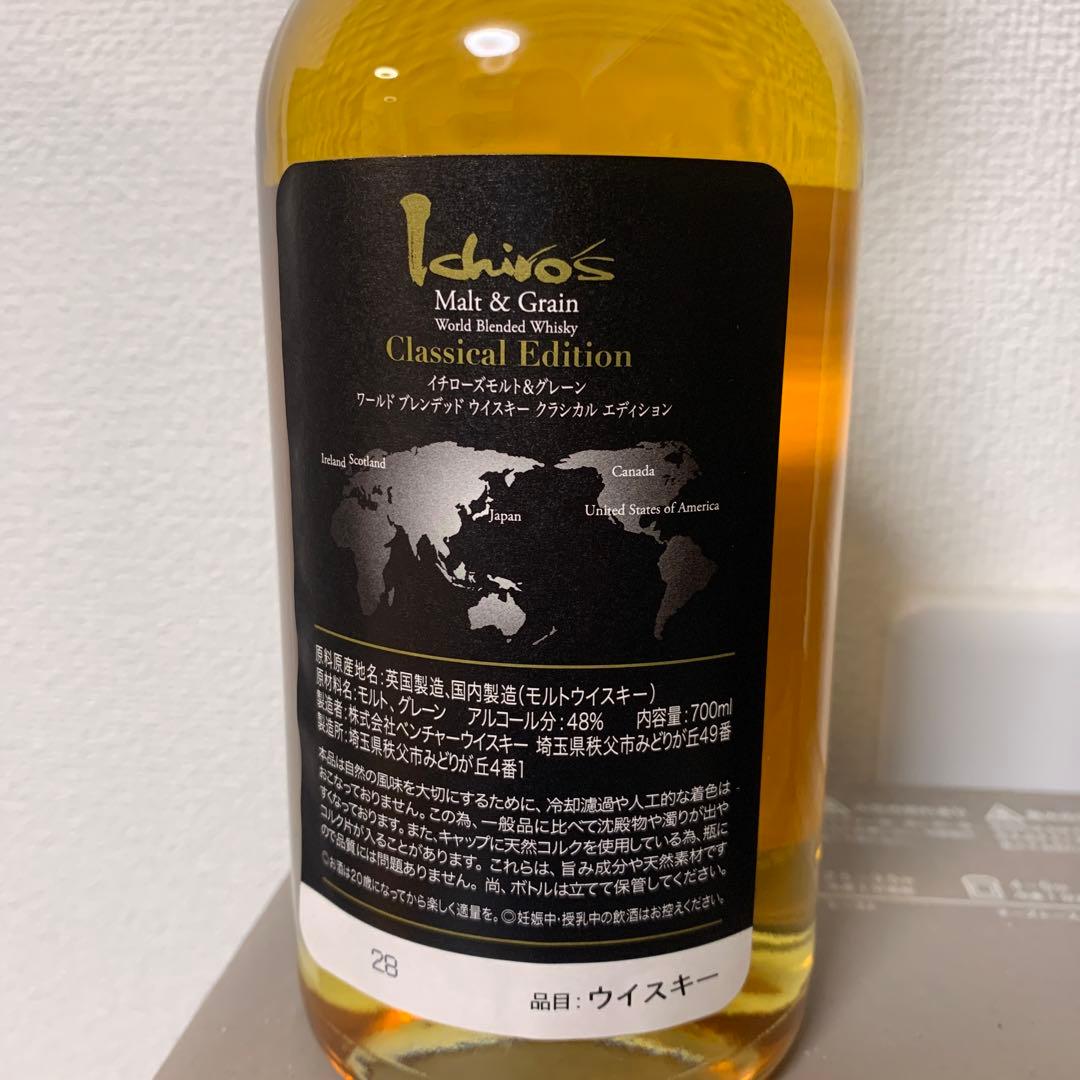 Ichiro's
Malt & Grain
World Blended Whisky
Classical Edition
イチローズモルト&グレーン
ワールド ブレンデッド ウイスキー クラシカル エディション
Ireland Scotland
Canada
Japan
United States of America
原料原産地名:英国製造、国内製造(モルトウイスキー)
原材料名:モルト、グレーン アルコール分:48% 内容量:700ml
製造者:株式会社ベンチャーウイスキー 埼玉県秩父市みどりが丘49番
製造所:埼玉県秩父市みどりが丘4番1
本品は自然の風味を大切にするために、冷却濾過や人工的な着色は
おこなっておりません。この為、一般品に比べて沈殿物や濁りが出や
すくなっております。また、キャップに天然コルクを使用している為、瓶に
コルク片が入ることがあります。これらは、旨み成分や天然素材です
ので品質には問題ありません。尚、ボトルは立てて保管してください。
◎お酒は20歳になってから楽しく適量を。◎妊娠中・授乳中の飲酒はお控えください。
28
品目:ウイスキー